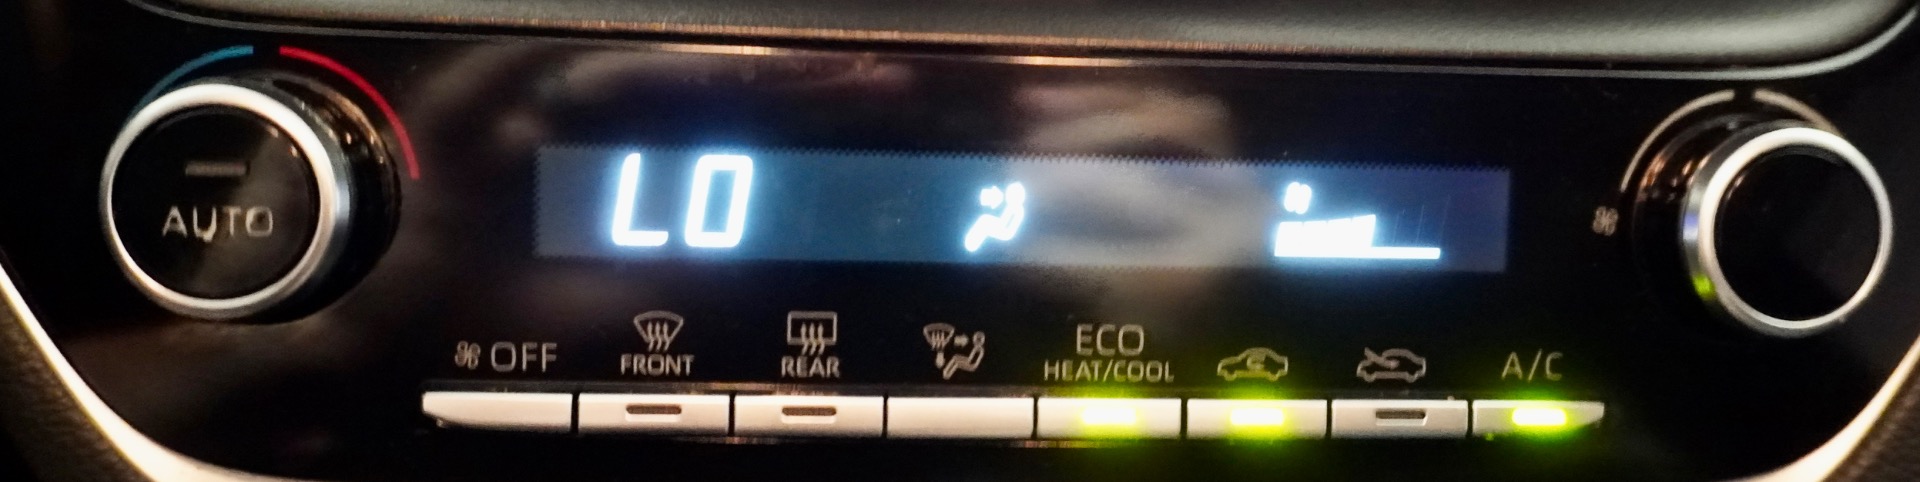 AUTO
LO
OFF
FRONT
REAR
ECO
HEAT/COOL
A/C